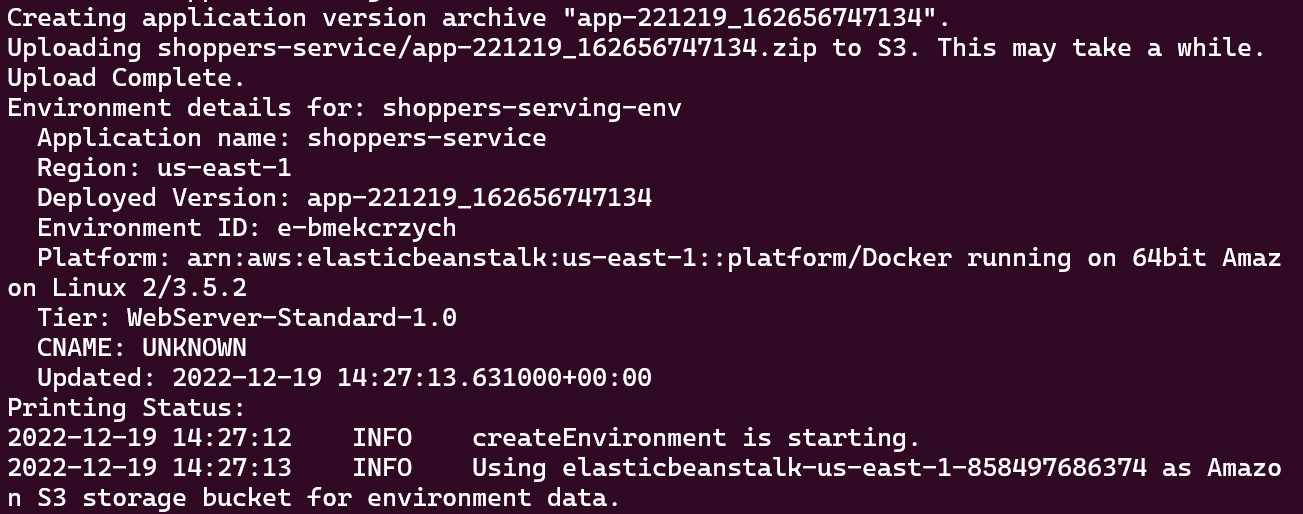 Creating application version archive "app-221219_162656747134".
Uploading shoppers-service/app-221219_162656747134.zip to S3. This may take a while.
Upload Complete.
Environment details for: shoppers-serving-env
  Application name: shoppers-service
  Region: us-east-1
  Deployed Version: app-221219_162656747134
  Environment ID: e-bmekcrzych
  Platform: arn:aws:elasticbeanstalk:us-east-1::platform/Docker running on 64bit Amaz
on Linux 2/3.5.2
  Tier: WebServer-Standard-1.0
  CNAME: UNKNOWN
  Updated: 2022-12-19 14:27:13.631000+00:00
Printing Status:
2022-12-19 14:27:12    INFO    createEnvironment is starting.
2022-12-19 14:27:13    INFO    Using elasticbeanstalk-us-east-1-858497686374 as Amazo
n S3 storage bucket for environment data.